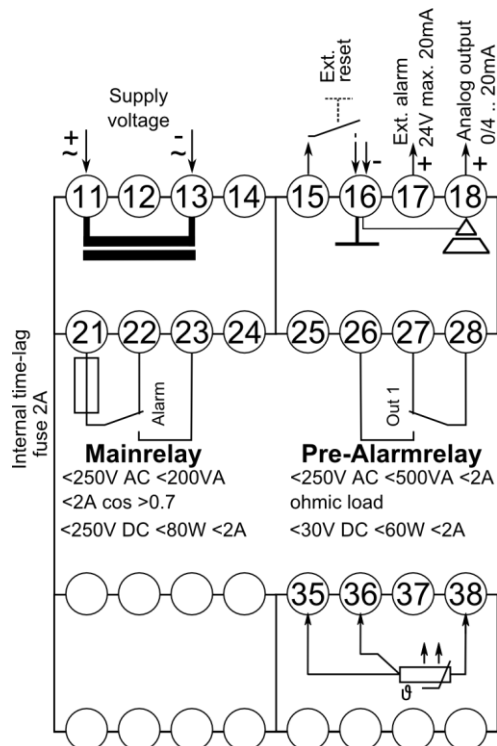 Supply
voltage
Ext.
reset
Ext. alarm
24V max. 20mA
Analog output
0/4 .. 20mA
+ - - + +
~ ~
11 12 13 14 15 16 17 18
21 22 23 24 25 26 27 28
Internal time-lag
fuse 2A
Alarm
Out 1
Mainrelay
<250V AC <200VA
<2A cos >0.7
<250V DC <80W <2A
Pre-Alarmrelay
<250V AC <500VA <2A
ohmic load
<30V DC <60W <2A
35 36 37 38
ϑ